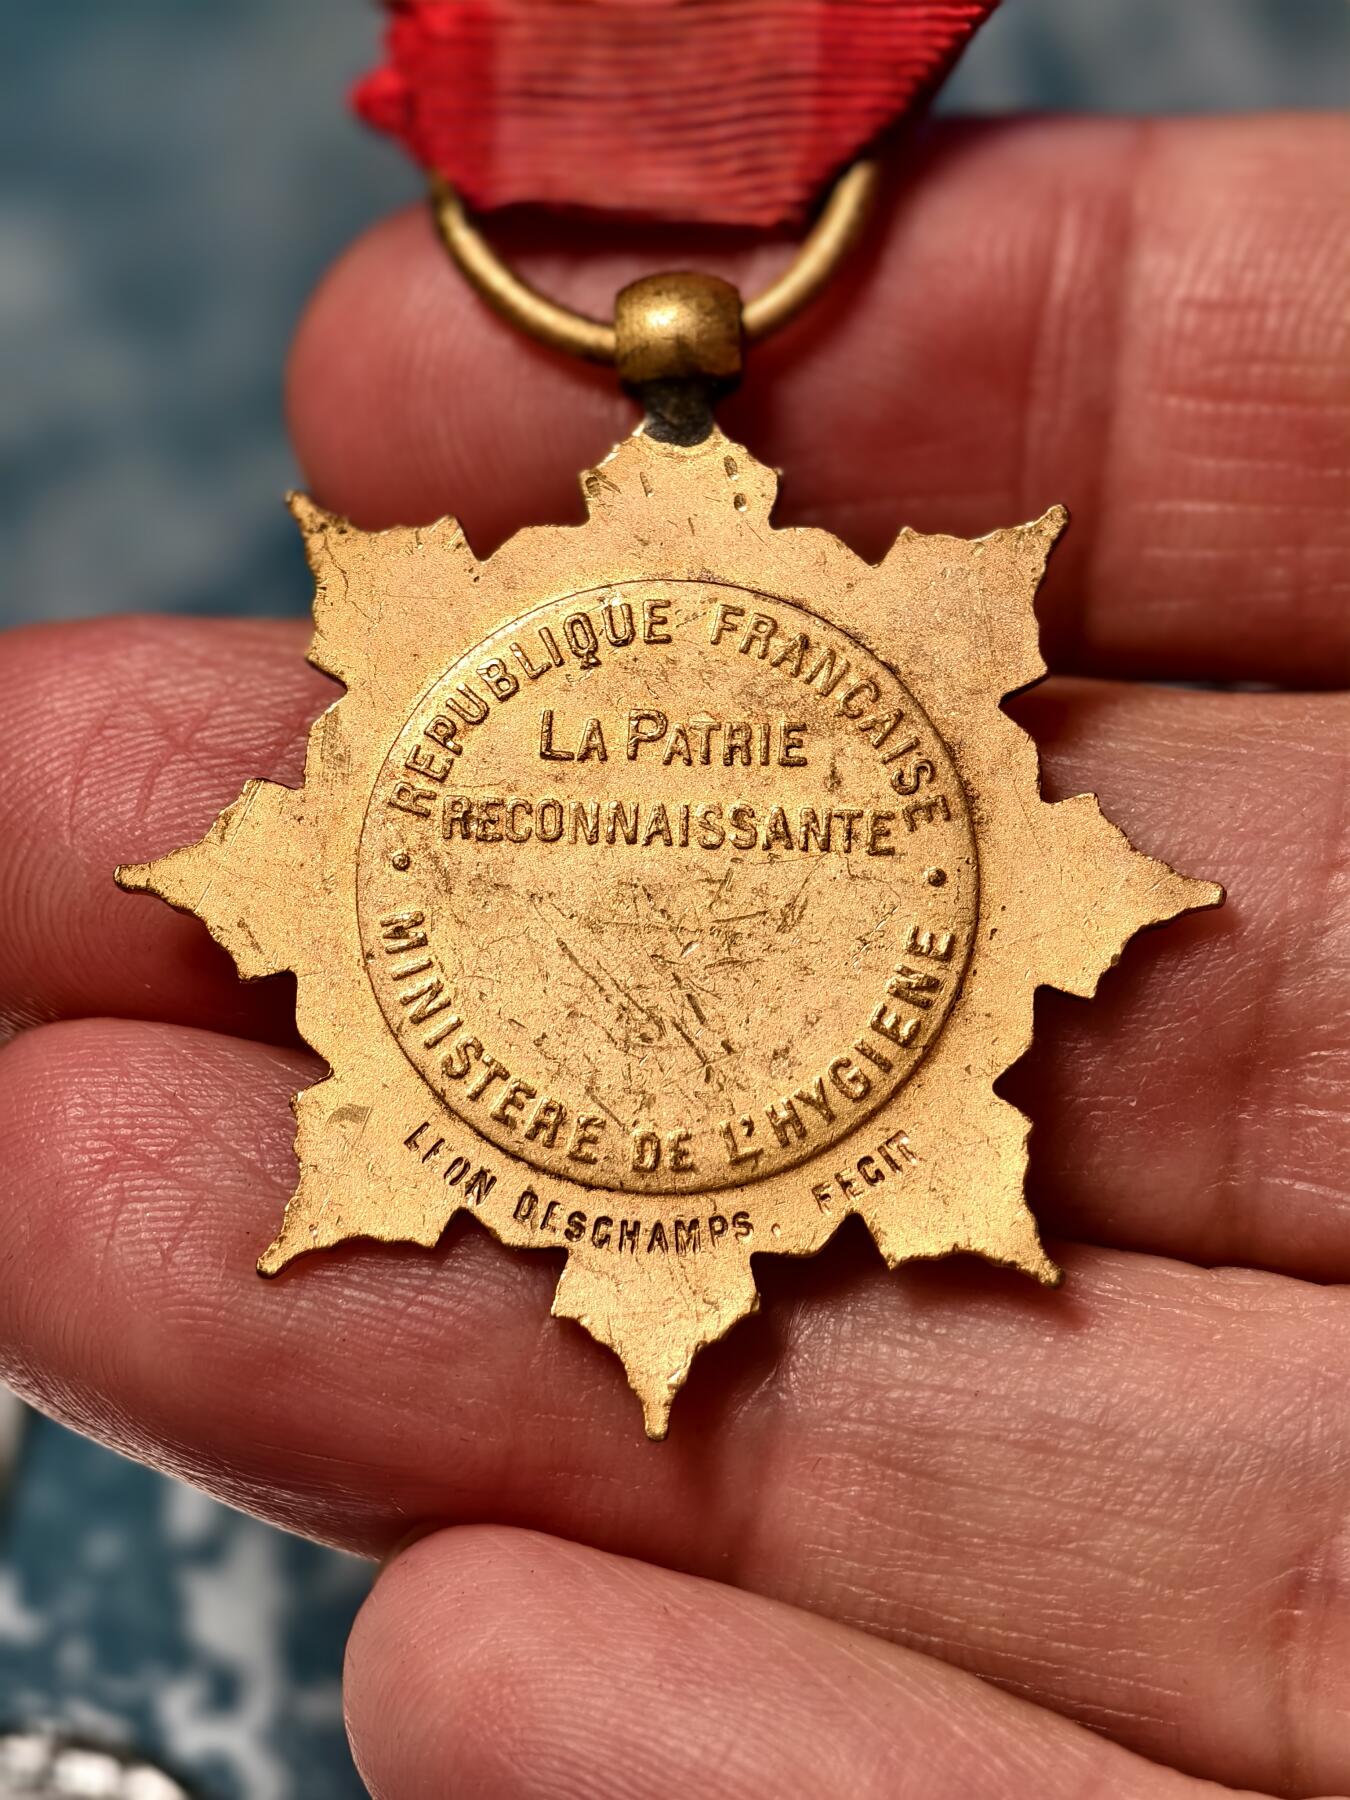 REPUBLIQUE FRANÇAISE
LA PATRIE
RECONNAISSANTE
• MINISTERE DE L'HYGIENE •
LEON DESCHAMPS . FECIT